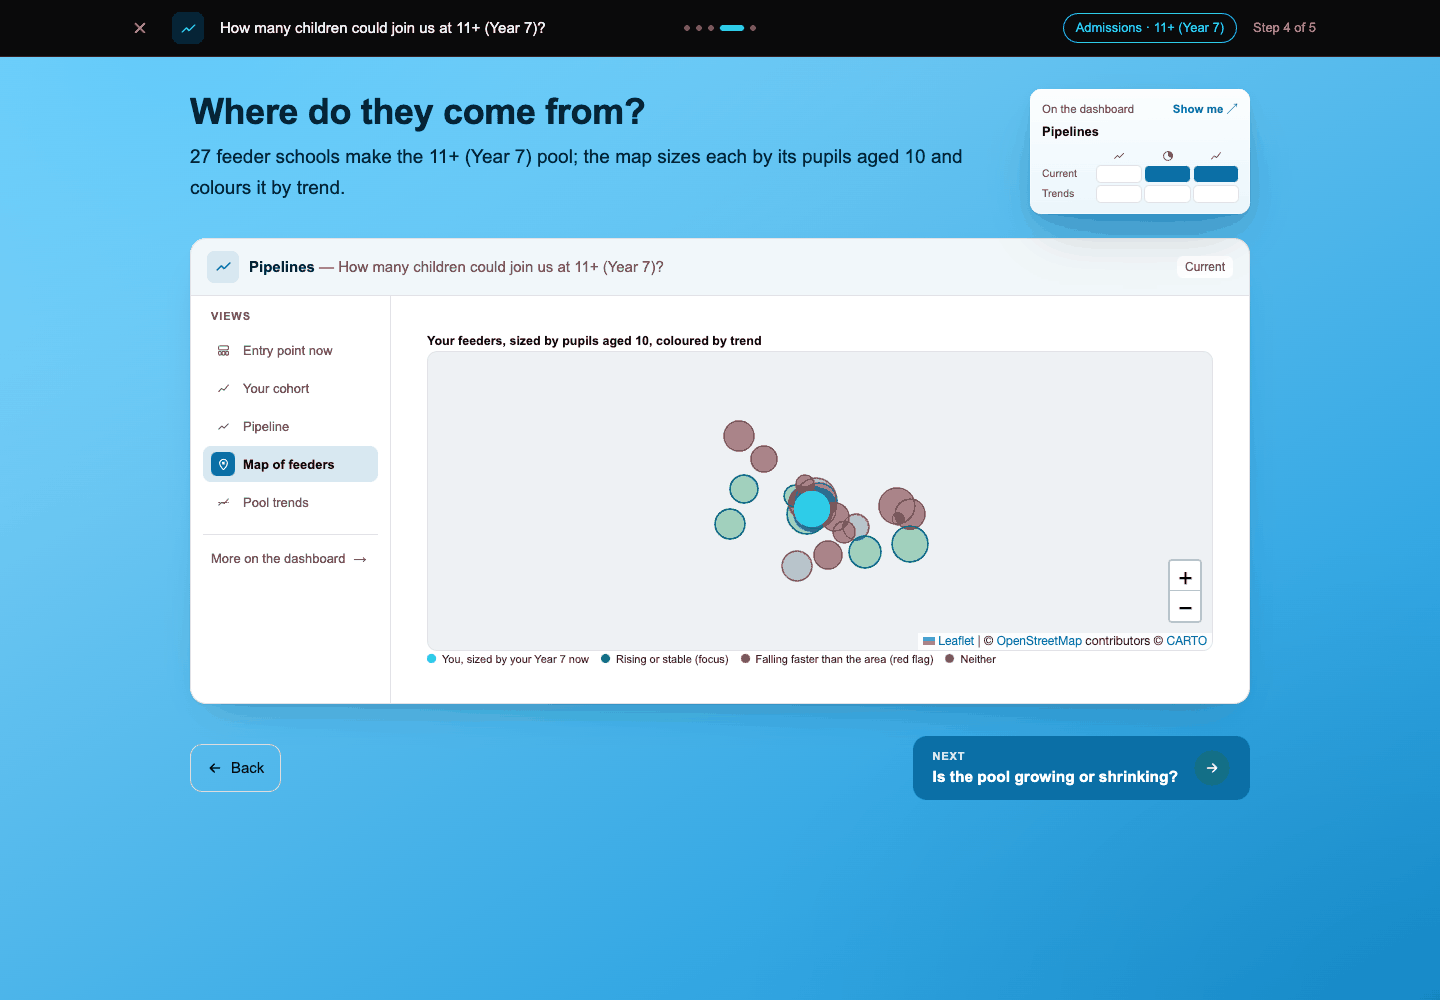 How many children could join us at 11+ (Year 7)?
Admissions · 11+ (Year 7)
Step 4 of 5
Where do they come from?
27 feeder schools make the 11+ (Year 7) pool; the map sizes each by its pupils aged 10 and
colours it by trend.
On the dashboard
Show me
Pipelines
Current
Trends
Pipelines — How many children could join us at 11+ (Year 7)?
Current
VIEWS
Entry point now
Your cohort
Pipeline
Map of feeders
Pool trends
More on the dashboard →
Your feeders, sized by pupils aged 10, coloured by trend
+
−
Leaflet | © OpenStreetMap contributors © CARTO
You, sized by your Year 7 now
Rising or stable (focus)
Falling faster than the area (red flag)
Neither
← Back
NEXT
Is the pool growing or shrinking?